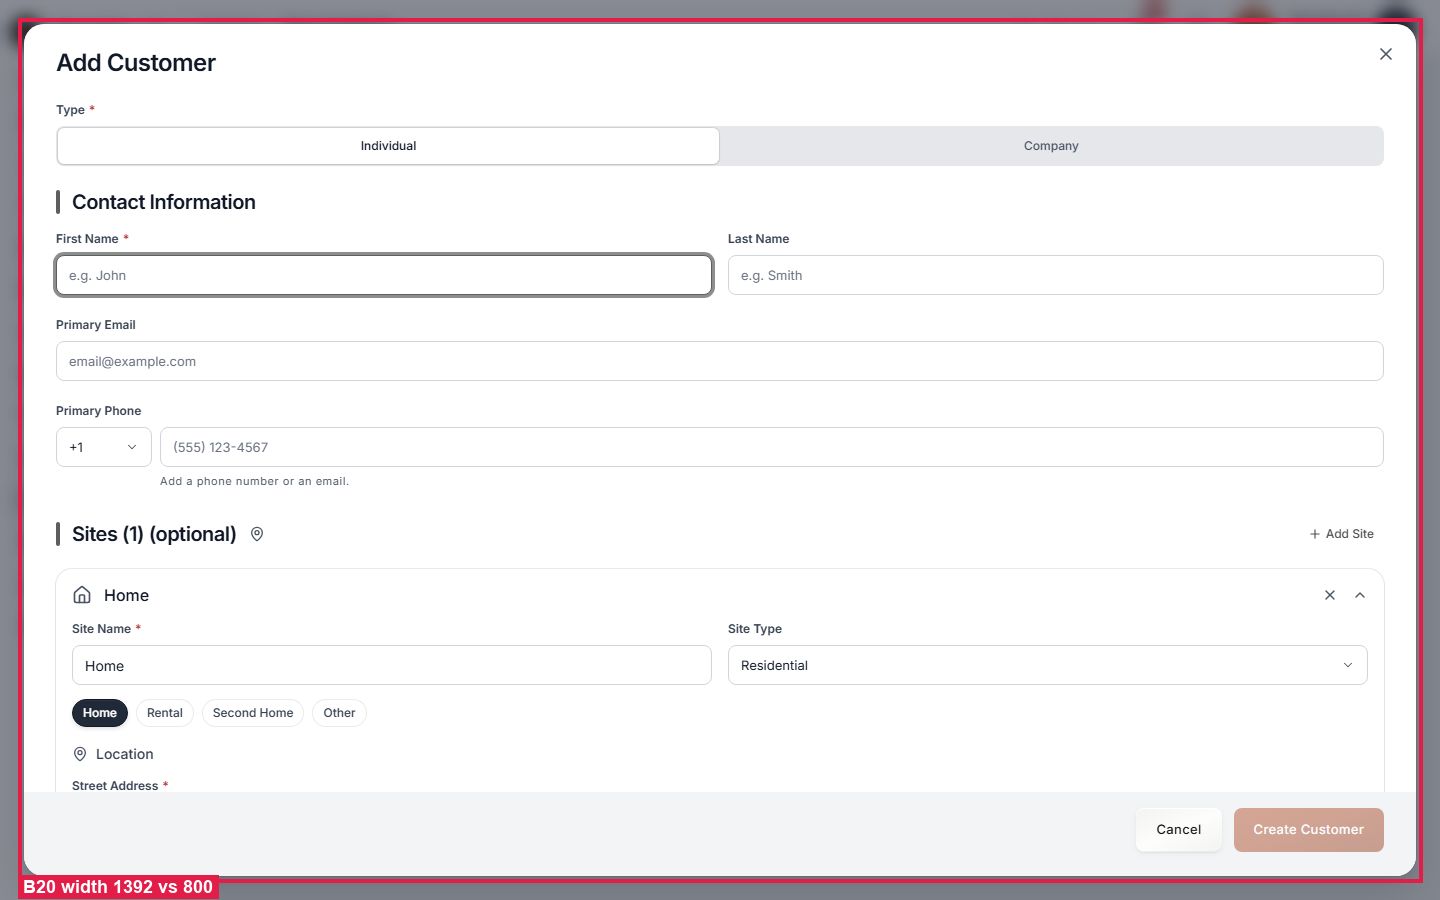 Add Customer
Type *
Individual
Company
Contact Information
First Name *
Last Name
e.g. John
e.g. Smith
Primary Email
email@example.com
Primary Phone
+1
(555) 123-4567
Add a phone number or an email.
Sites (1) (optional)
Add Site
Home
Site Name *
Site Type
Home
Residential
Home
Rental
Second Home
Other
Location
Street Address *
Cancel
Create Customer
B20 width 1392 vs 800